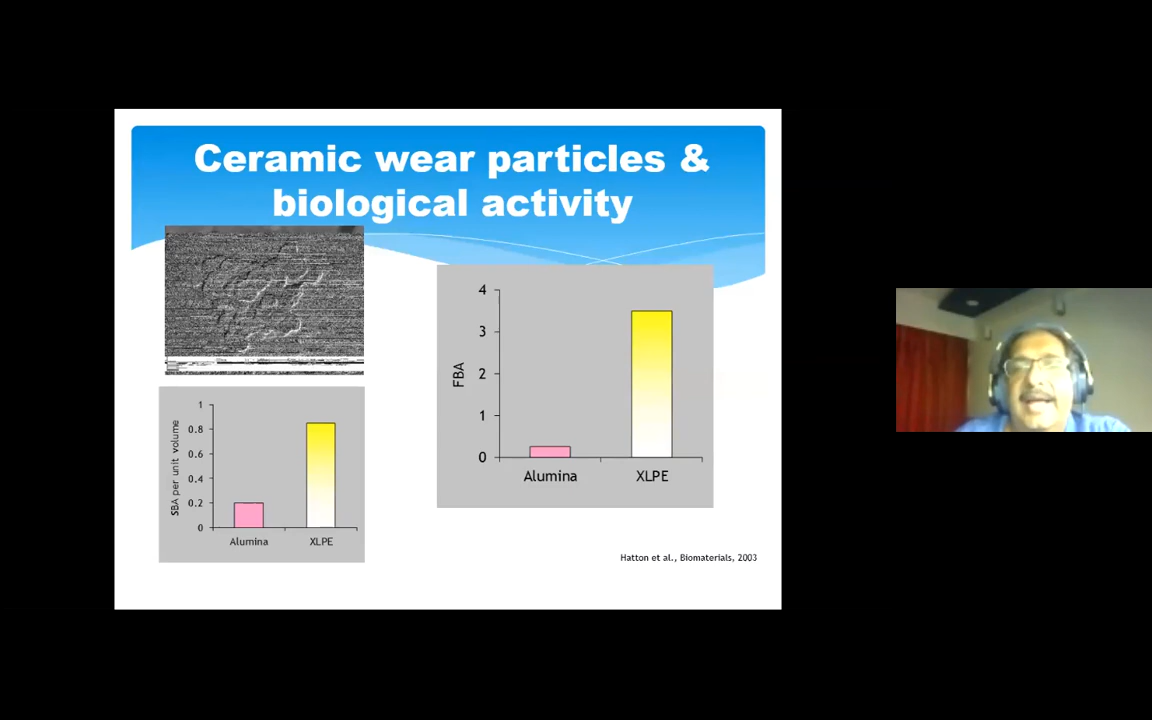 Ceramic wear particles &
biological activity
4
3
2
1
0
FBA
Alumina XLPE
1
0.8
0.6
0.4
0.2
0
SBA per unit volume
Alumina XLPE
Hatton et al., Biomaterials, 2003